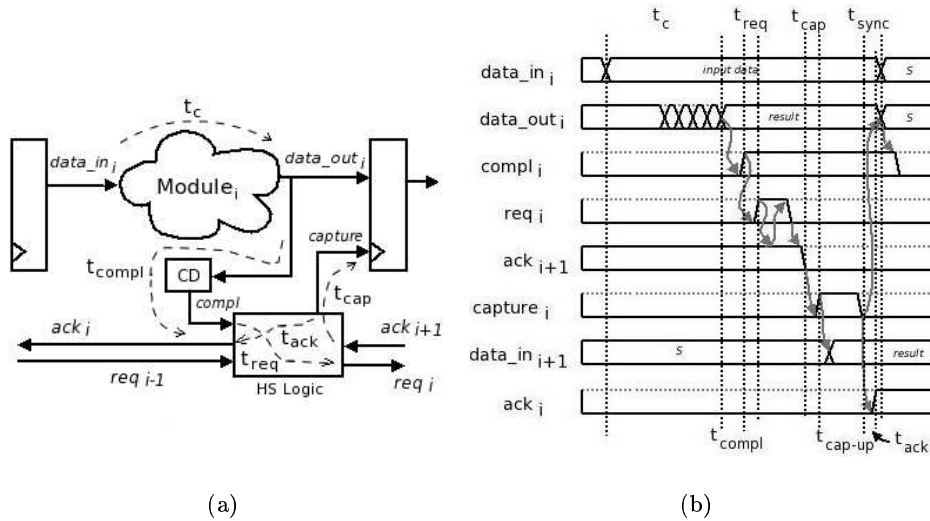 t_c
data_in_i
Module_i
data_out_i
capture
t_compl
CD
compl
t_cap
ack_i
t_ack
ack_i+1
req_i-1
t_req
req_i
HS Logic
(a)
t_c t_req t_cap t_sync
data_in_i input data S
data_out_i result S
compl_i
req_i
ack_i+1
capture_i
data_in_i+1 S result
ack_i
t_compl t_cap-up t_ack
(b)